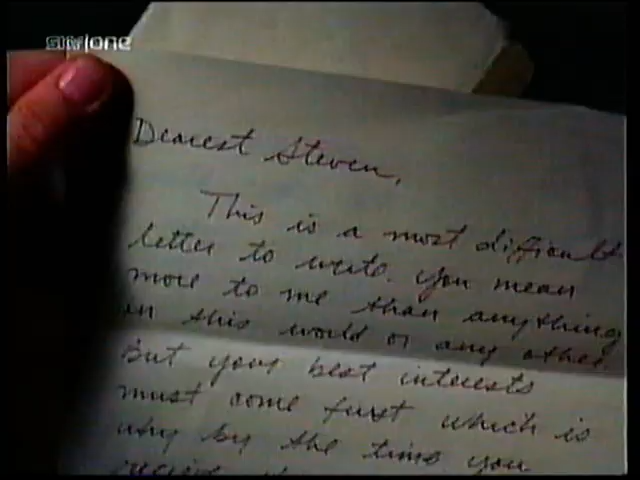 sky one
Dearest Steven,
This is a most difficult
letter to write. You mean
more to me than anything
in this world or any other
But your best interests
must come first which is
why by the time you
recieve